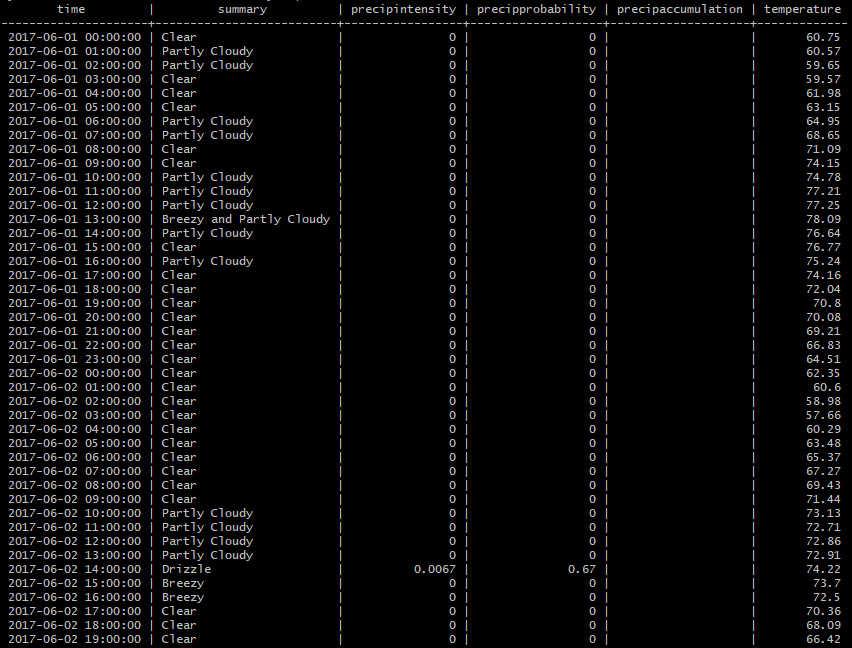 time | summary | precipintensity | precipprobability | precipaccumulation | temperature
---------------------+--------------------------+-----------------+-------------------+--------------------+-------------
2017-06-01 00:00:00 | Clear | 0 | 0 | | 60.75
2017-06-01 01:00:00 | Partly Cloudy | 0 | 0 | | 60.57
2017-06-01 02:00:00 | Partly Cloudy | 0 | 0 | | 59.65
2017-06-01 03:00:00 | Clear | 0 | 0 | | 59.57
2017-06-01 04:00:00 | Clear | 0 | 0 | | 61.98
2017-06-01 05:00:00 | Clear | 0 | 0 | | 63.15
2017-06-01 06:00:00 | Partly Cloudy | 0 | 0 | | 64.95
2017-06-01 07:00:00 | Partly Cloudy | 0 | 0 | | 68.65
2017-06-01 08:00:00 | Clear | 0 | 0 | | 71.09
2017-06-01 09:00:00 | Clear | 0 | 0 | | 74.15
2017-06-01 10:00:00 | Partly Cloudy | 0 | 0 | | 74.78
2017-06-01 11:00:00 | Partly Cloudy | 0 | 0 | | 77.21
2017-06-01 12:00:00 | Partly Cloudy | 0 | 0 | | 77.25
2017-06-01 13:00:00 | Breezy and Partly Cloudy | 0 | 0 | | 78.09
2017-06-01 14:00:00 | Partly Cloudy | 0 | 0 | | 76.64
2017-06-01 15:00:00 | Clear | 0 | 0 | | 76.77
2017-06-01 16:00:00 | Partly Cloudy | 0 | 0 | | 75.24
2017-06-01 17:00:00 | Clear | 0 | 0 | | 74.16
2017-06-01 18:00:00 | Clear | 0 | 0 | | 72.04
2017-06-01 19:00:00 | Clear | 0 | 0 | | 70.8
2017-06-01 20:00:00 | Clear | 0 | 0 | | 70.08
2017-06-01 21:00:00 | Clear | 0 | 0 | | 69.21
2017-06-01 22:00:00 | Clear | 0 | 0 | | 66.83
2017-06-01 23:00:00 | Clear | 0 | 0 | | 64.51
2017-06-02 00:00:00 | Clear | 0 | 0 | | 62.35
2017-06-02 01:00:00 | Clear | 0 | 0 | | 60.6
2017-06-02 02:00:00 | Clear | 0 | 0 | | 58.98
2017-06-02 03:00:00 | Clear | 0 | 0 | | 57.66
2017-06-02 04:00:00 | Clear | 0 | 0 | | 60.29
2017-06-02 05:00:00 | Clear | 0 | 0 | | 63.48
2017-06-02 06:00:00 | Clear | 0 | 0 | | 65.37
2017-06-02 07:00:00 | Clear | 0 | 0 | | 67.27
2017-06-02 08:00:00 | Clear | 0 | 0 | | 69.43
2017-06-02 09:00:00 | Clear | 0 | 0 | | 71.44
2017-06-02 10:00:00 | Partly Cloudy | 0 | 0 | | 73.13
2017-06-02 11:00:00 | Partly Cloudy | 0 | 0 | | 72.71
2017-06-02 12:00:00 | Partly Cloudy | 0 | 0 | | 72.86
2017-06-02 13:00:00 | Partly Cloudy | 0 | 0 | | 72.91
2017-06-02 14:00:00 | Drizzle | 0.0067 | 0.67 | | 74.22
2017-06-02 15:00:00 | Breezy | 0 | 0 | | 73.7
2017-06-02 16:00:00 | Breezy | 0 | 0 | | 72.5
2017-06-02 17:00:00 | Clear | 0 | 0 | | 70.36
2017-06-02 18:00:00 | Clear | 0 | 0 | | 68.09
2017-06-02 19:00:00 | Clear | 0 | 0 | | 66.42